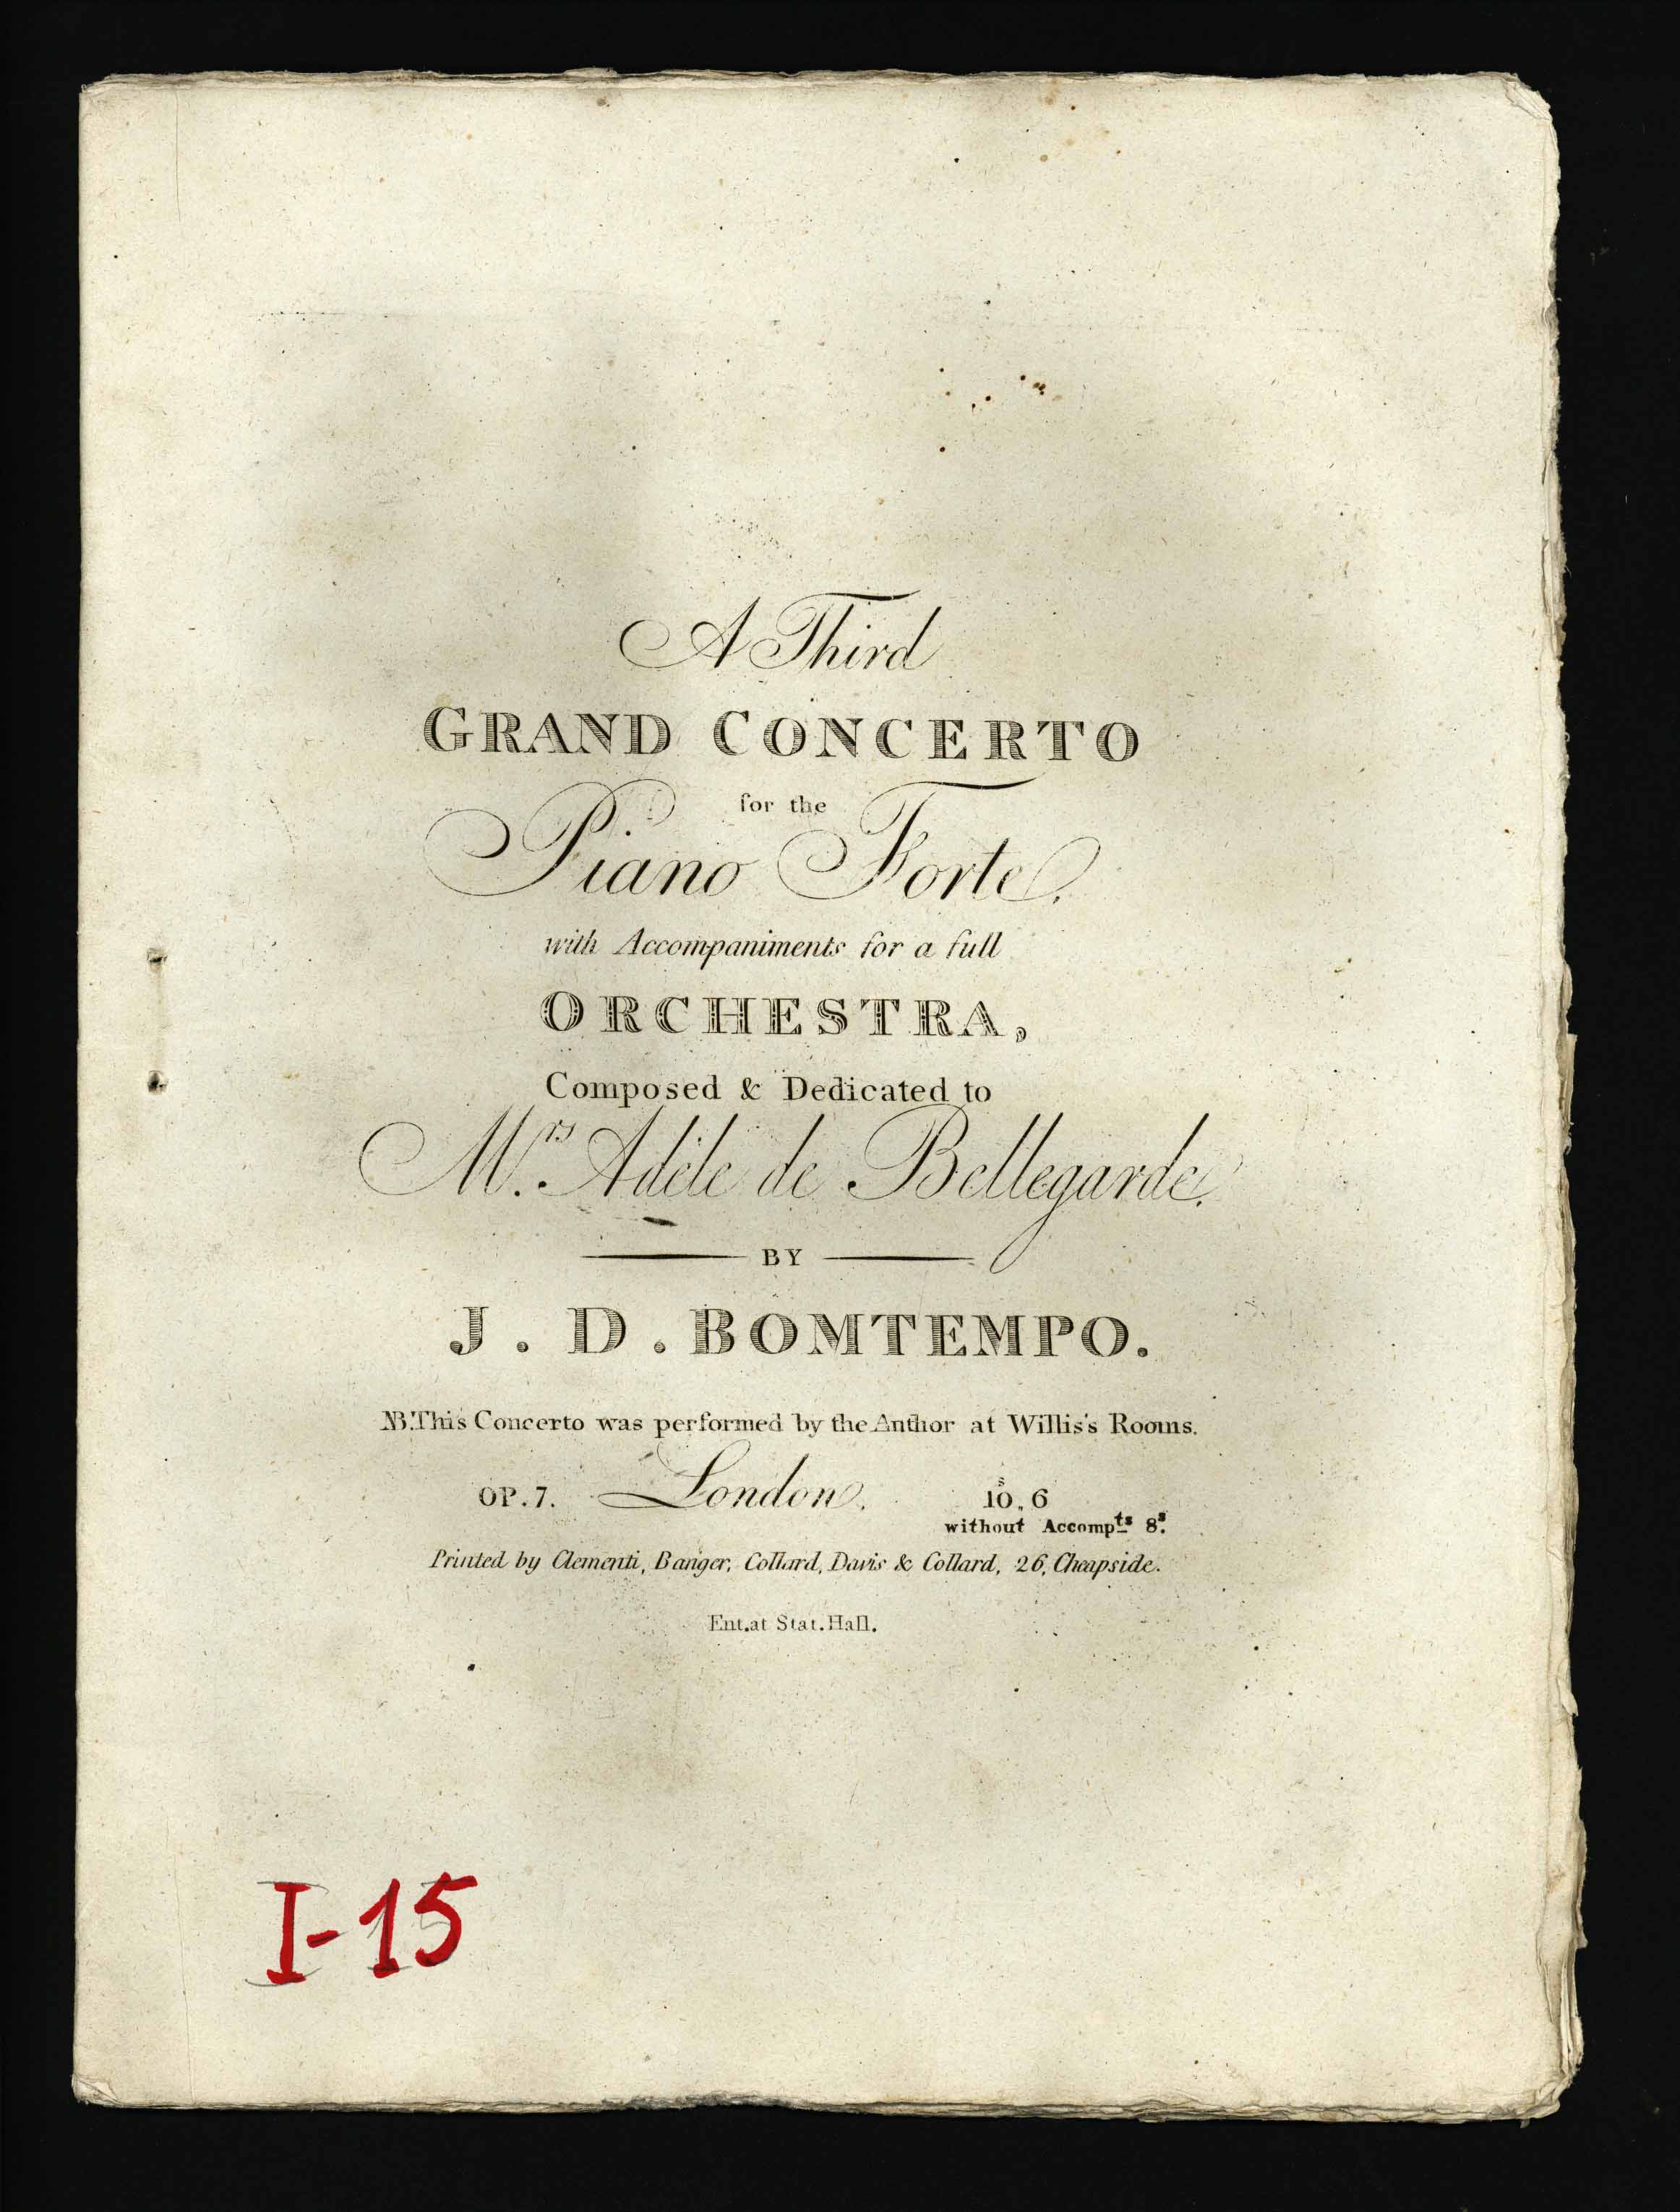 A Third
GRAND CONCERTO
for the
Piano Forte,
with Accompaniments for a full
ORCHESTRA,
Composed & Dedicated to
Mrs. Adèle de Bellegarde,
BY
J. D. BOMTEMPO.
NB. This Concerto was performed by the Author at Willis's Rooms.
OP. 7. London. 10s,6
without Accompts 8s.
Printed by Clementi, Banger, Collard, Davis & Collard, 26, Cheapside.
Ent. at Stat. Hall.
I-15